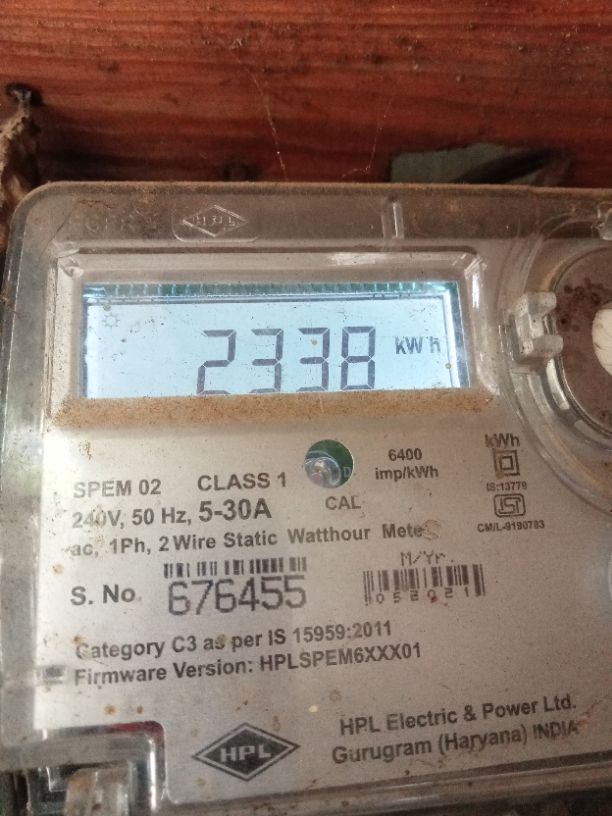 HPL
2338 kWh
6400
imp/kWh
kWh
SPEM 02 CLASS 1
IS:13779
240V, 50 Hz, 5-30A
CAL
CM/L-9190783
ac, 1Ph, 2 Wire Static Watthour Meter
M/Yr.
S. No. 676455
052021
Category C3 as per IS 15959:2011
Firmware Version: HPLSPEM6XXX01
HPL
HPL Electric & Power Ltd.
Gurugram (Haryana) INDIA